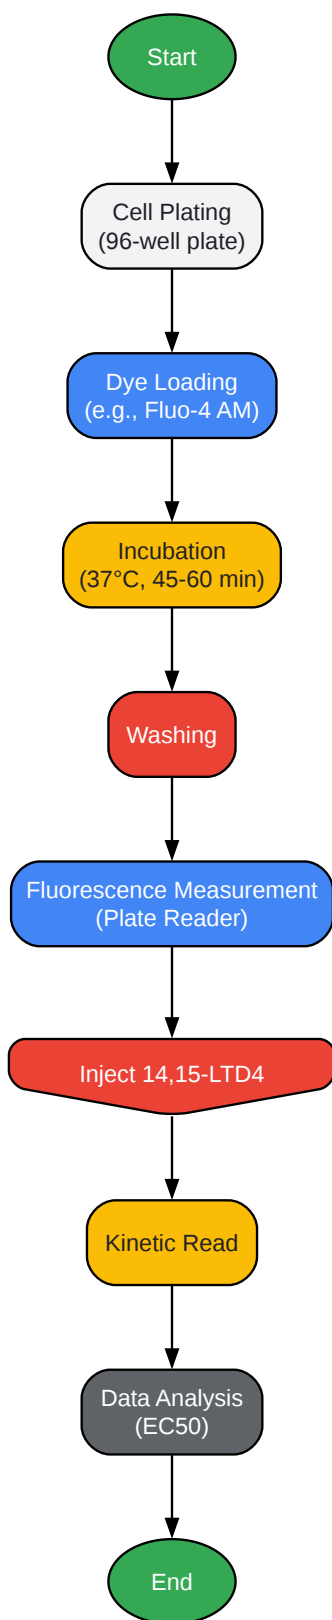 Start
Cell Plating
(96-well plate)
Dye Loading
(e.g., Fluo-4 AM)
Incubation
(37°C, 45-60 min)
Washing
Fluorescence Measurement
(Plate Reader)
Inject 14,15-LTD4
Kinetic Read
Data Analysis
(EC50)
End